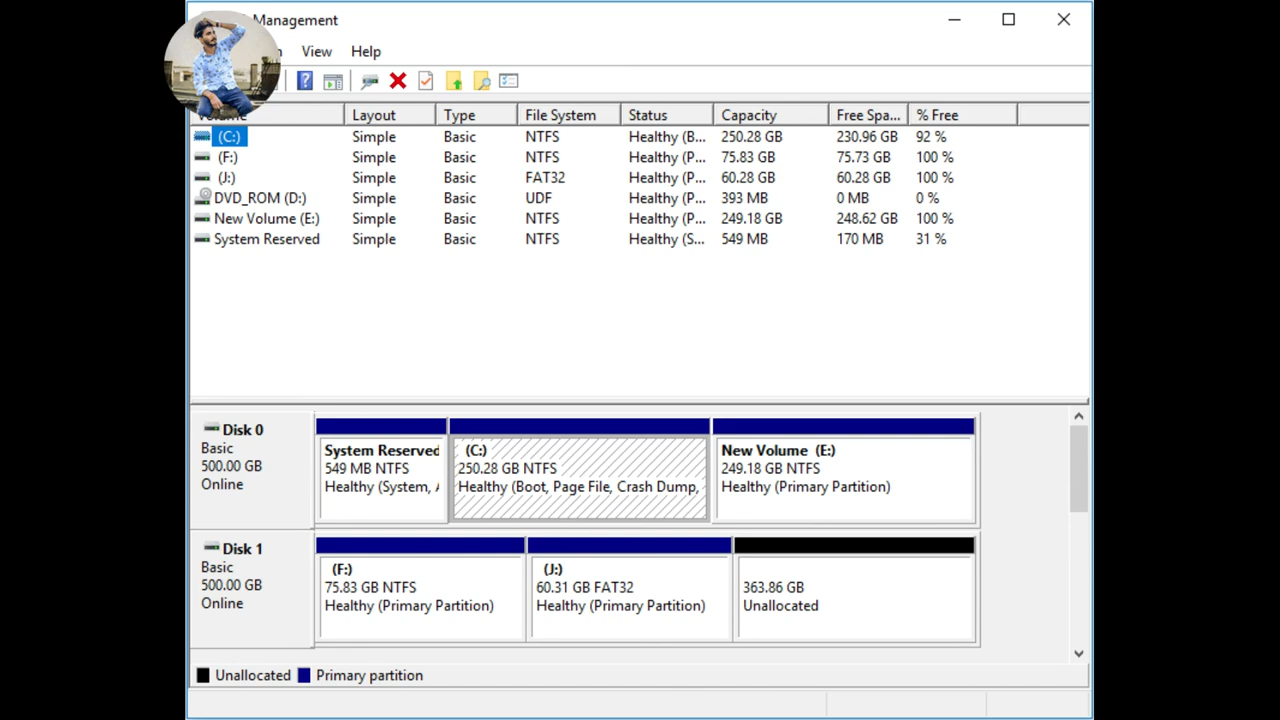 Management
View Help
Layout Type File System Status Capacity Free Spa... % Free
(C:) Simple Basic NTFS Healthy (B... 250.28 GB 230.96 GB 92 %
(F:) Simple Basic NTFS Healthy (P... 75.83 GB 75.73 GB 100 %
(J:) Simple Basic FAT32 Healthy (P... 60.28 GB 60.28 GB 100 %
DVD_ROM (D:) Simple Basic UDF Healthy (P... 393 MB 0 MB 0 %
New Volume (E:) Simple Basic NTFS Healthy (P... 249.18 GB 248.62 GB 100 %
System Reserved Simple Basic NTFS Healthy (S... 549 MB 170 MB 31 %
Disk 0
Basic
500.00 GB
Online
System Reserved
549 MB NTFS
Healthy (System, A
(C:)
250.28 GB NTFS
Healthy (Boot, Page File, Crash Dump,
New Volume (E:)
249.18 GB NTFS
Healthy (Primary Partition)
Disk 1
Basic
500.00 GB
Online
(F:)
75.83 GB NTFS
Healthy (Primary Partition)
(J:)
60.31 GB FAT32
Healthy (Primary Partition)
363.86 GB
Unallocated
Unallocated Primary partition